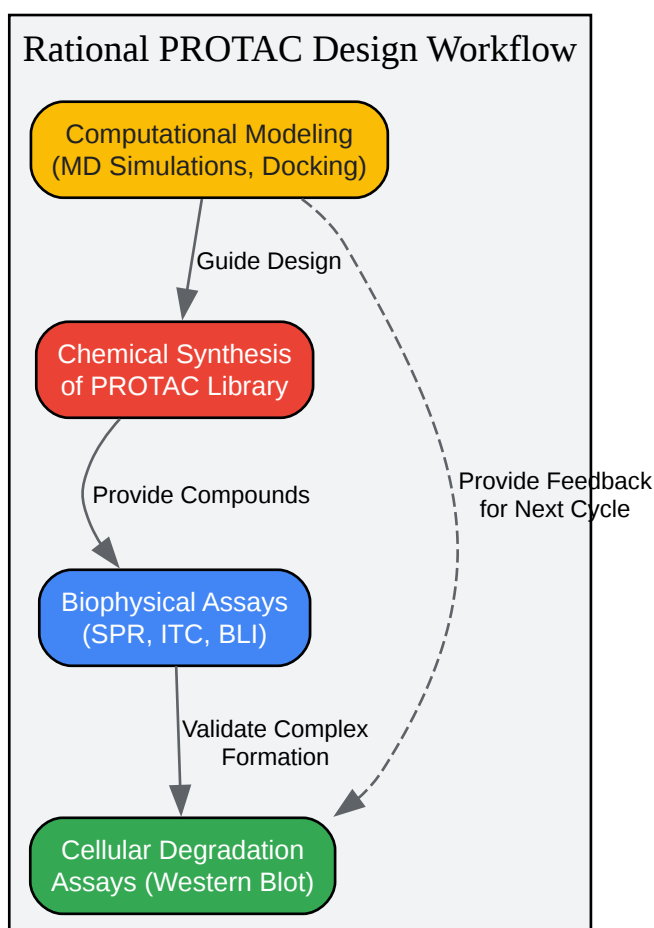 Rational PROTAC Design Workflow
Computational Modeling
(MD Simulations, Docking)
Guide Design
Chemical Synthesis
of PROTAC Library
Provide Feedback
for Next Cycle
Provide Compounds
Biophysical Assays
(SPR, ITC, BLI)
Validate Complex
Formation
Cellular Degradation
Assays (Western Blot)